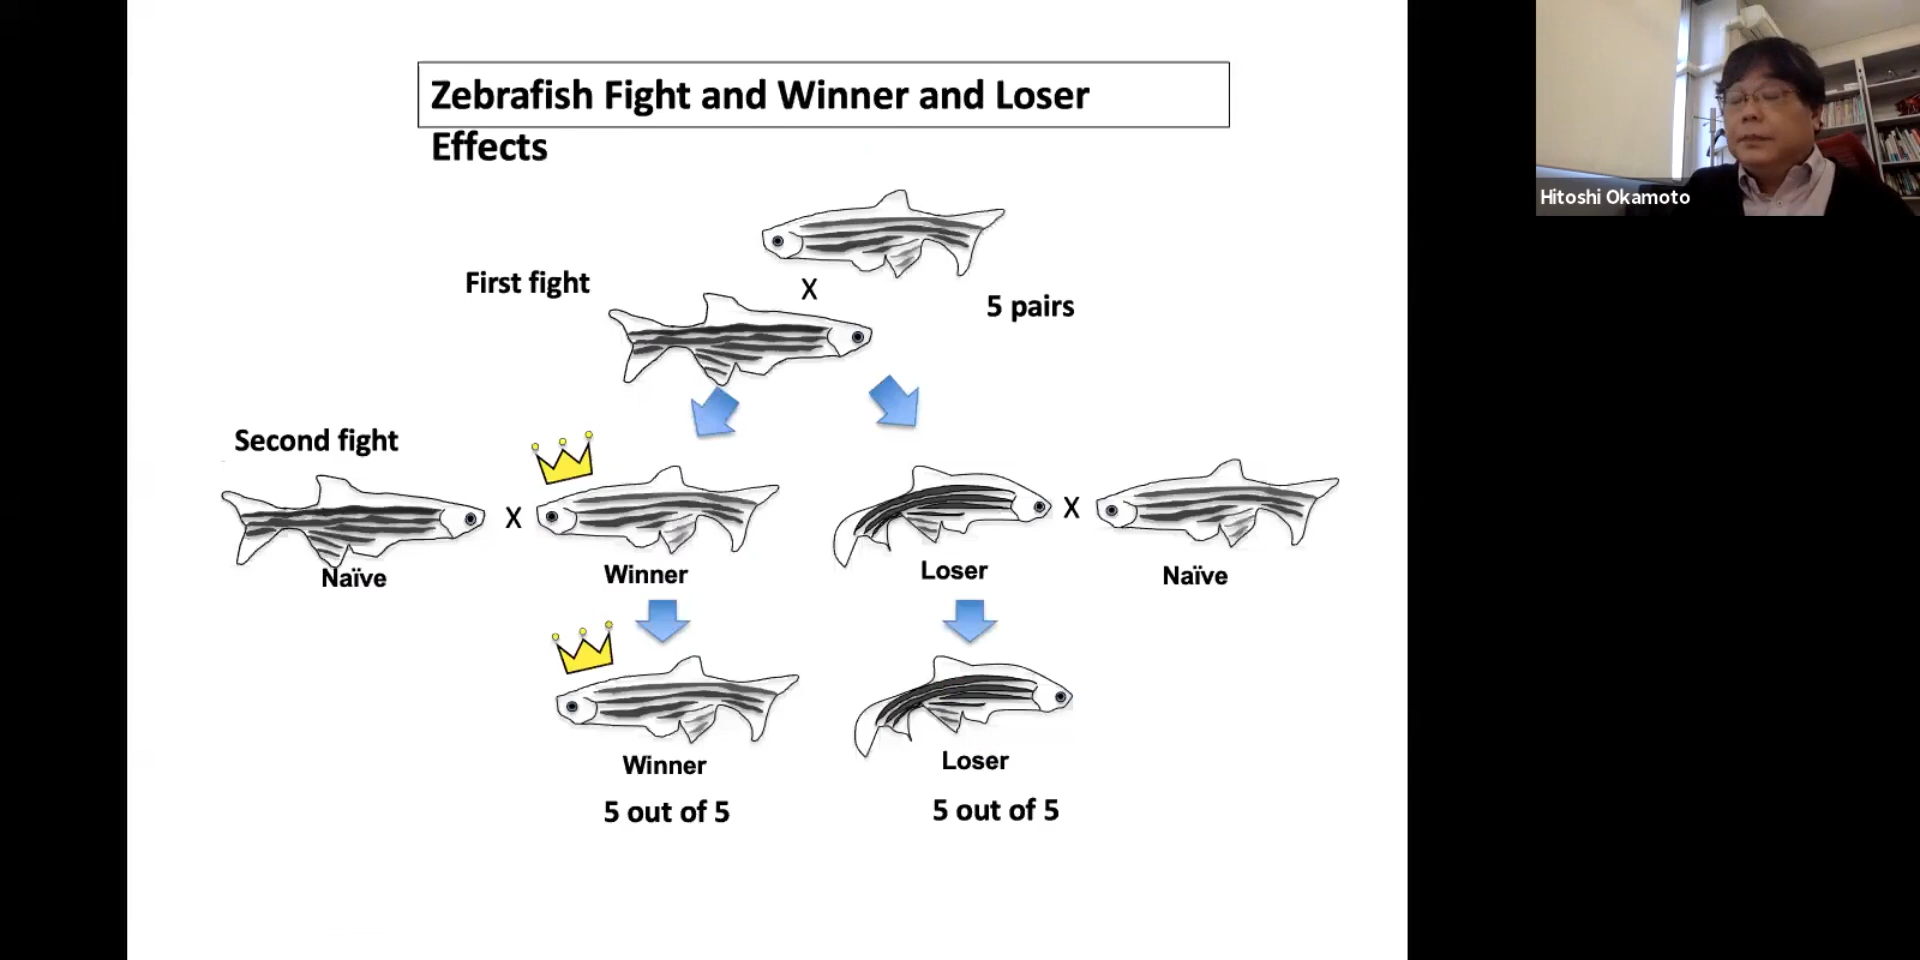 Zebrafish Fight and Winner and Loser
Effects
Hitoshi Okamoto
First fight
X
5 pairs
Second fight
X
X
Naïve
Winner
Loser
Naïve
Winner
Loser
5 out of 5
5 out of 5